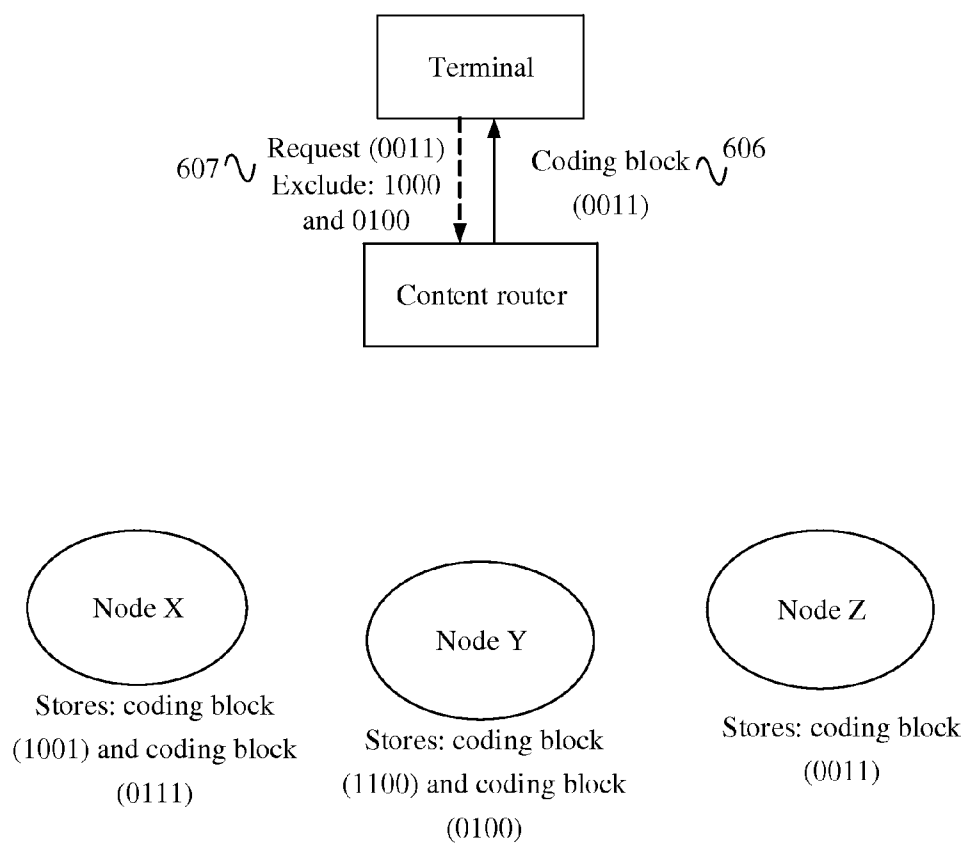 Terminal
607
Request (0011)
Exclude: 1000
and 0100
Coding block
(0011)
606
Content router
Node X
Node Y
Node Z
Stores: coding block
(1001) and coding block
(0111)
Stores: coding block
(1100) and coding block
(0100)
Stores: coding block
(0011)